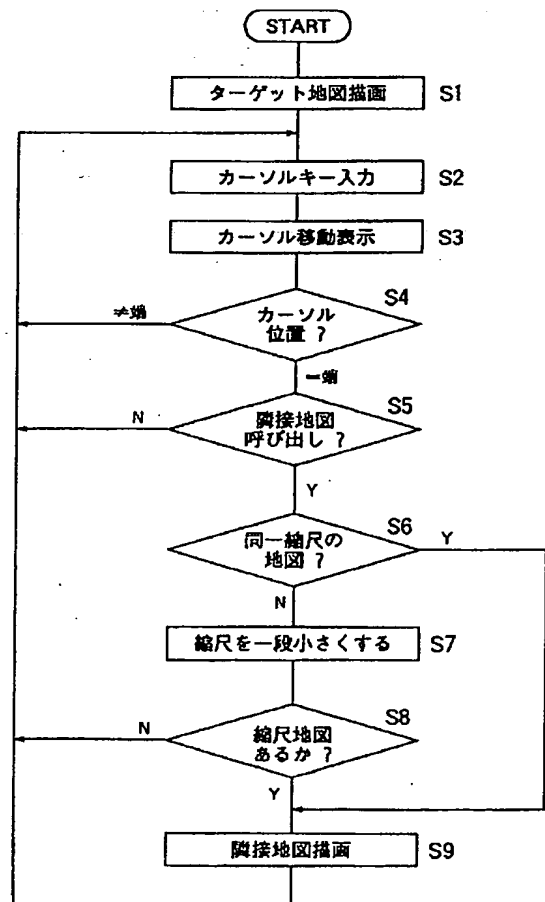 START
ターゲット地図描画 S1
カーソルキー入力 S2
カーソル移動表示 S3
S4
カーソル
位置 ?
≠端
=端
S5
隣接地図
呼び出し ?
N
Y
S6
同一縮尺の
地図 ?
Y
N
縮尺を一段小さくする S7
S8
縮尺地図
あるか ?
N
Y
隣接地図描画 S9